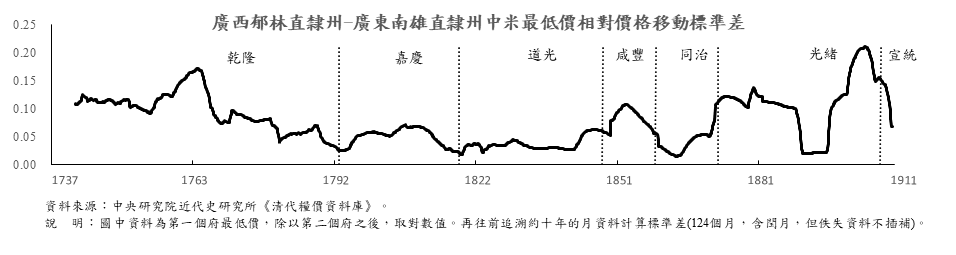 廣西郁林直隸州-廣東南雄直隸州中米最低價相對價格移動標準差
0.25
0.20
0.15
0.10
0.05
0.00
乾隆 嘉慶 道光 咸豐 同治 光緒 宣統
1737 1763 1792 1822 1851 1881 1911
資料來源：中央研究院近代史研究所《清代糧價資料庫》。
說　明：圖中資料為第一個府最低價，除以第二個府之後，取對數值。再往前追溯約十年的月資料計算標準差(124個月，含閏月，但佚失資料不插補)。